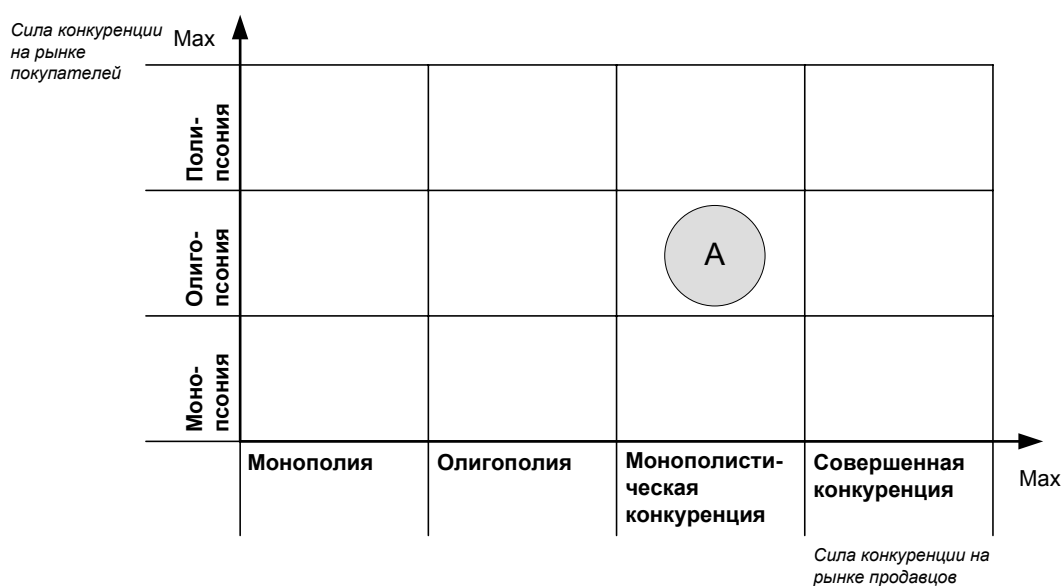 Сила конкуренции
на рынке
покупателей
Max
Поли-
псония
Олиго-
псония
А
Моно-
псония
Монополия
Олигополия
Монополисти-
ческая
конкуренция
Совершенная
конкуренция
Max
Сила конкуренции на
рынке продавцов